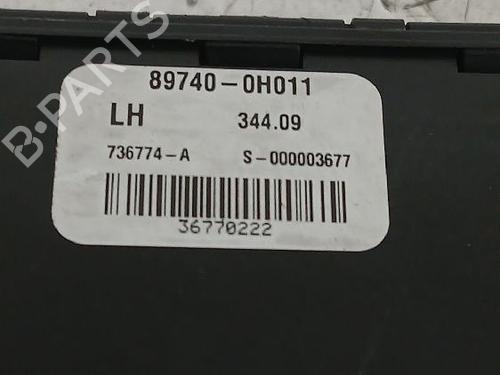 B-PARTS
89740-0H011
LH 344.09
736774-A S-000003677
36770222